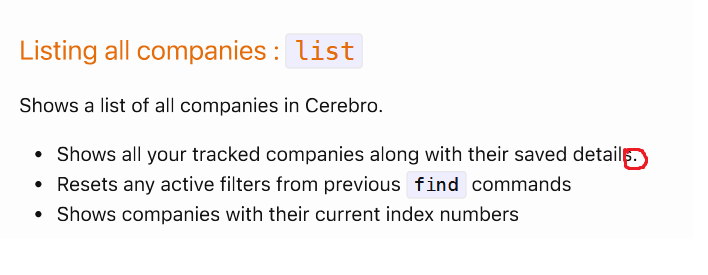 Listing all companies : list
Shows a list of all companies in Cerebro.
• Shows all your tracked companies along with their saved details.
• Resets any active filters from previous find commands
• Shows companies with their current index numbers